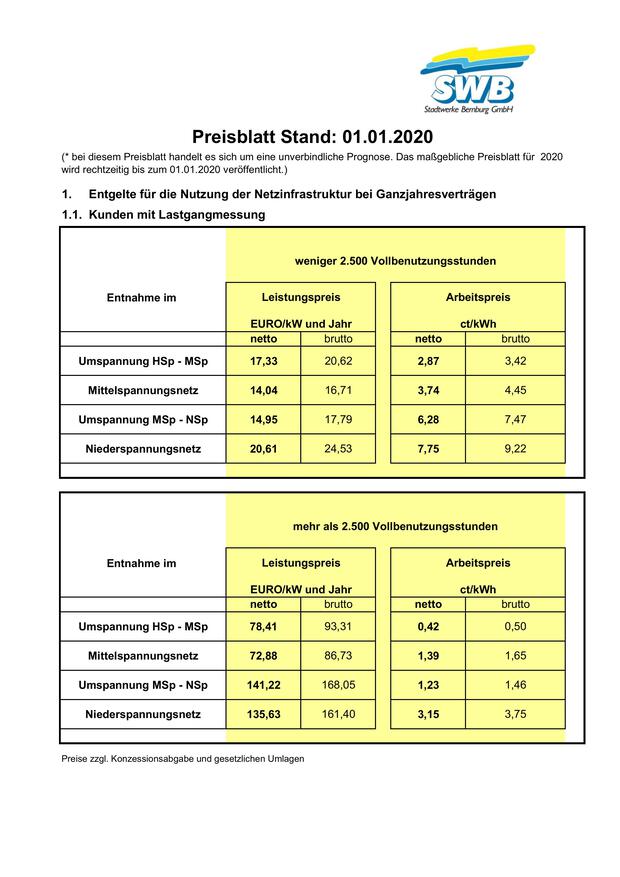 SWB
Stadtwerke Bernburg GmbH
Preisblatt Stand: 01.01.2020
(* bei diesem Preisblatt handelt es sich um eine unverbindliche Prognose. Das maßgebliche Preisblatt für 2020
wird rechtzeitig bis zum 01.01.2020 veröffentlicht.)
1. Entgelte für die Nutzung der Netzinfrastruktur bei Ganzjahresverträgen
1.1. Kunden mit Lastgangmessung
weniger 2.500 Vollbenutzungsstunden
Entnahme im Leistungspreis Arbeitspreis
EURO/kW und Jahr ct/kWh
netto brutto netto brutto
Umspannung HSp - MSp 17,33 20,62 2,87 3,42
Mittelspannungsnetz 14,04 16,71 3,74 4,45
Umspannung MSp - NSp 14,95 17,79 6,28 7,47
Niederspannungsnetz 20,61 24,53 7,75 9,22
mehr als 2.500 Vollbenutzungsstunden
Entnahme im Leistungspreis Arbeitspreis
EURO/kW und Jahr ct/kWh
netto brutto netto brutto
Umspannung HSp - MSp 78,41 93,31 0,42 0,50
Mittelspannungsnetz 72,88 86,73 1,39 1,65
Umspannung MSp - NSp 141,22 168,05 1,23 1,46
Niederspannungsnetz 135,63 161,40 3,15 3,75
Preise zzgl. Konzessionsabgabe und gesetzlichen Umlagen